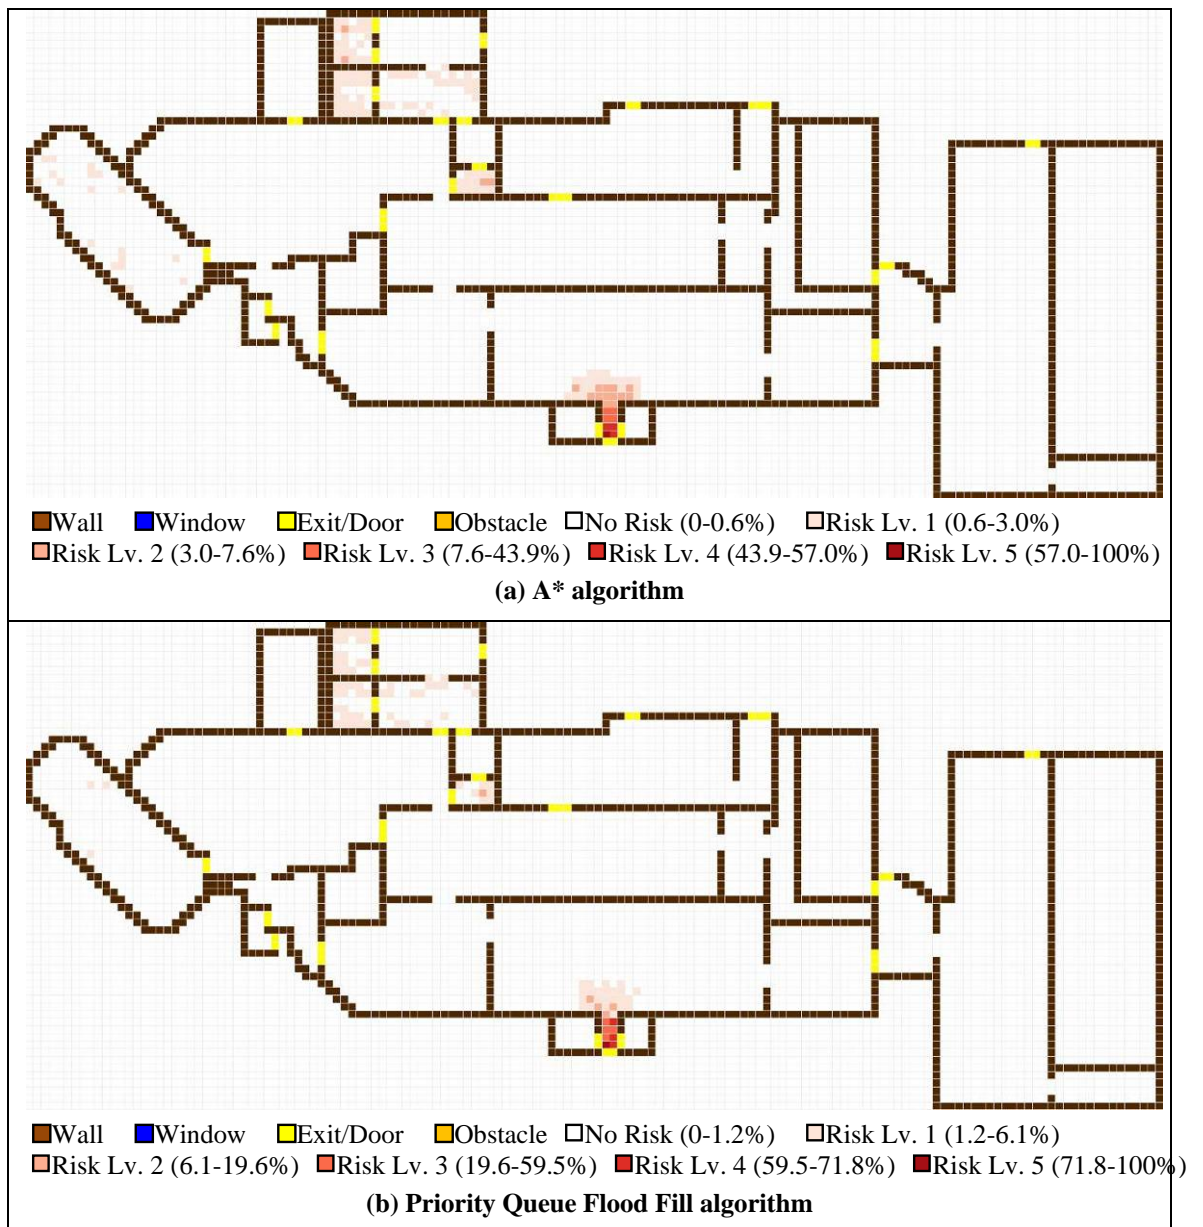 Wall Window Exit/Door Obstacle No Risk (0-0.6%) Risk Lv. 1 (0.6-3.0%)
Risk Lv. 2 (3.0-7.6%) Risk Lv. 3 (7.6-43.9%) Risk Lv. 4 (43.9-57.0%) Risk Lv. 5 (57.0-100%)
(a) A* algorithm
Wall Window Exit/Door Obstacle No Risk (0-1.2%) Risk Lv. 1 (1.2-6.1%)
Risk Lv. 2 (6.1-19.6%) Risk Lv. 3 (19.6-59.5%) Risk Lv. 4 (59.5-71.8%) Risk Lv. 5 (71.8-100%)
(b) Priority Queue Flood Fill algorithm